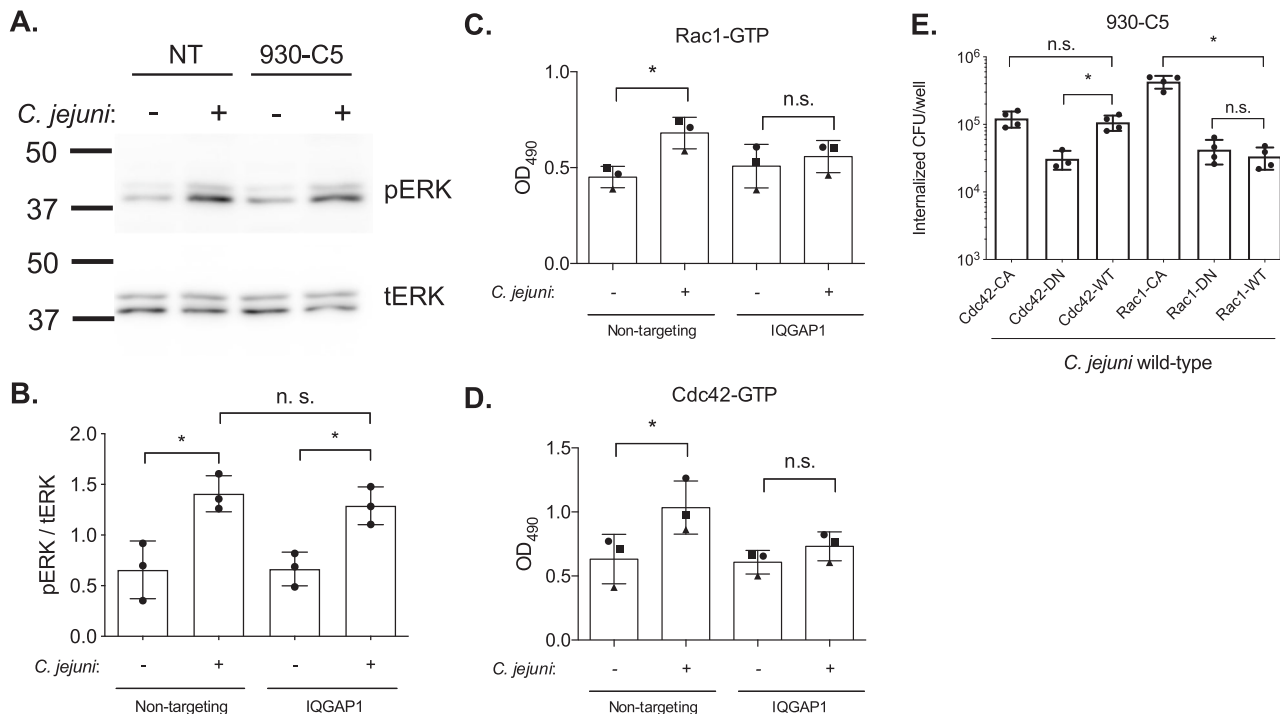 A.
NT 930-C5
C. jejuni: - + - +
50
pERK
37
50
tERK
37
B.
n. s.
* *
2.0
1.5
1.0
0.5
0.0
pERK / tERK
C. jejuni: - + - +
Non-targeting IQGAP1
C.
Rac1-GTP
* n.s.
1.0
0.5
0.0
OD490
C. jejuni: - + - +
Non-targeting IQGAP1
D.
Cdc42-GTP
* n.s.
1.5
1.0
0.5
0.0
OD490
C. jejuni: - + - +
Non-targeting IQGAP1
E.
930-C5
n.s. *
* n.s.
10^6
10^5
10^4
10^3
Internalized CFU/well
Cdc42-CA Cdc42-DN Cdc42-WT Rac1-CA Rac1-DN Rac1-WT
C. jejuni wild-type